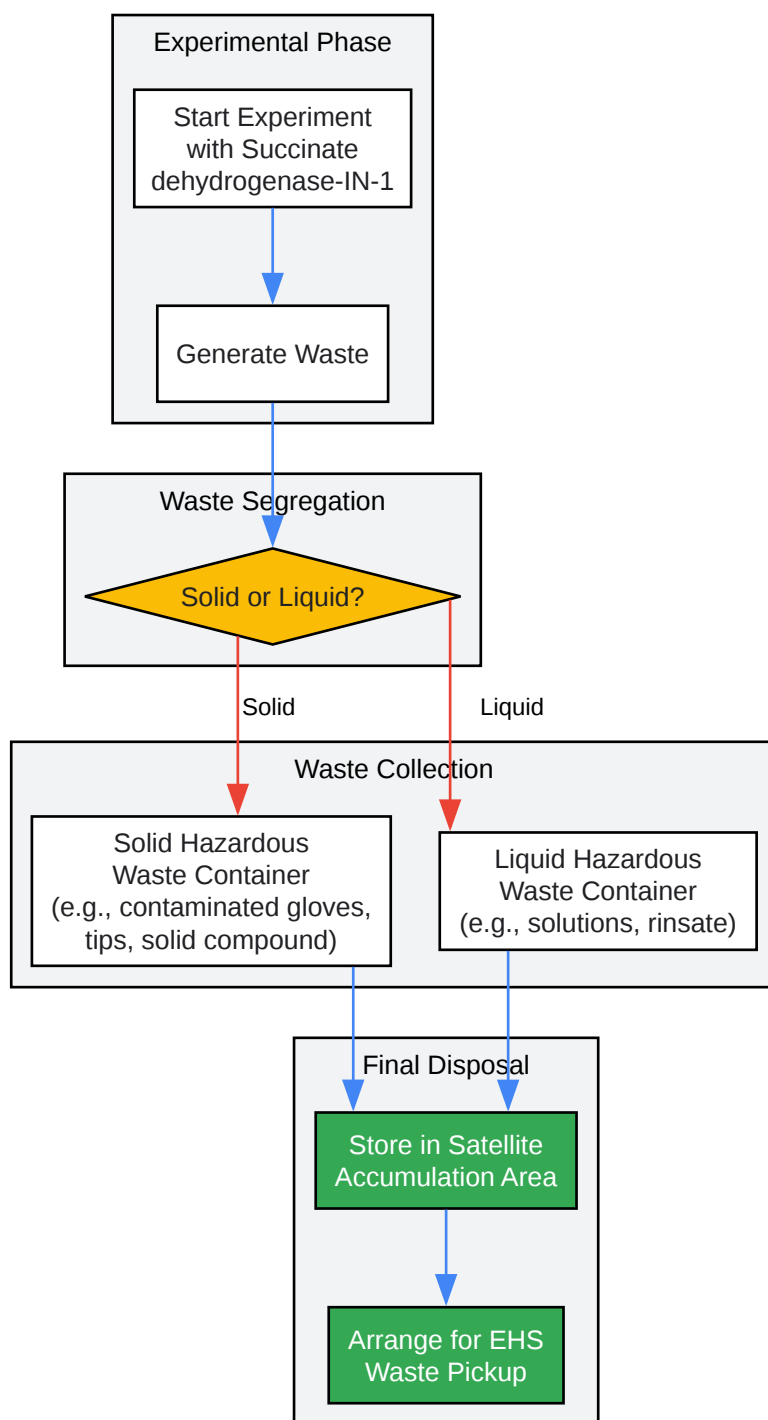 Experimental Phase
Start Experiment
with Succinate
dehydrogenase-IN-1
Generate Waste
Waste Segregation
Solid or Liquid?
Solid
Liquid
Waste Collection
Solid Hazardous
Waste Container
(e.g., contaminated gloves,
tips, solid compound)
Liquid Hazardous
Waste Container
(e.g., solutions, rinsate)
Final Disposal
Store in Satellite
Accumulation Area
Arrange for EHS
Waste Pickup